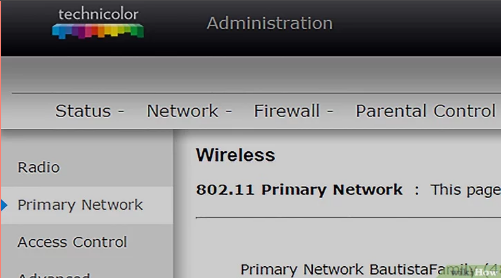 technicolor
Administration
Status - Network - Firewall - Parental Control
Radio
Primary Network
Access Control
Advanced
Wireless
802.11 Primary Network : This page
Primary Network BautistaFamily